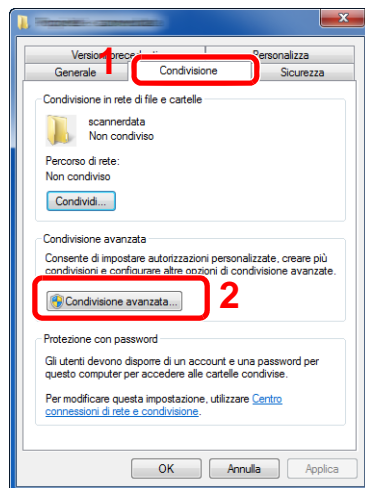 Personalizza
1
Generale
Condivisione
Sicurezza
Condivisione in rete di file e cartelle
scannerdata
Non condiviso
Percorso di rete:
Non condiviso
Condividi...
Condivisione avanzata
Consente di impostare autorizzazioni personalizzate, creare più
condivisioni e configurare altre opzioni di condivisione avanzate.
Condivisione avanzata...
2
Protezione con password
Gli utenti devono disporre di un account e una password per
questo computer per accedere alle cartelle condivise.
Per modificare questa impostazione, utilizzare Centro
connessioni di rete e condivisione.
OK
Annulla
Applica